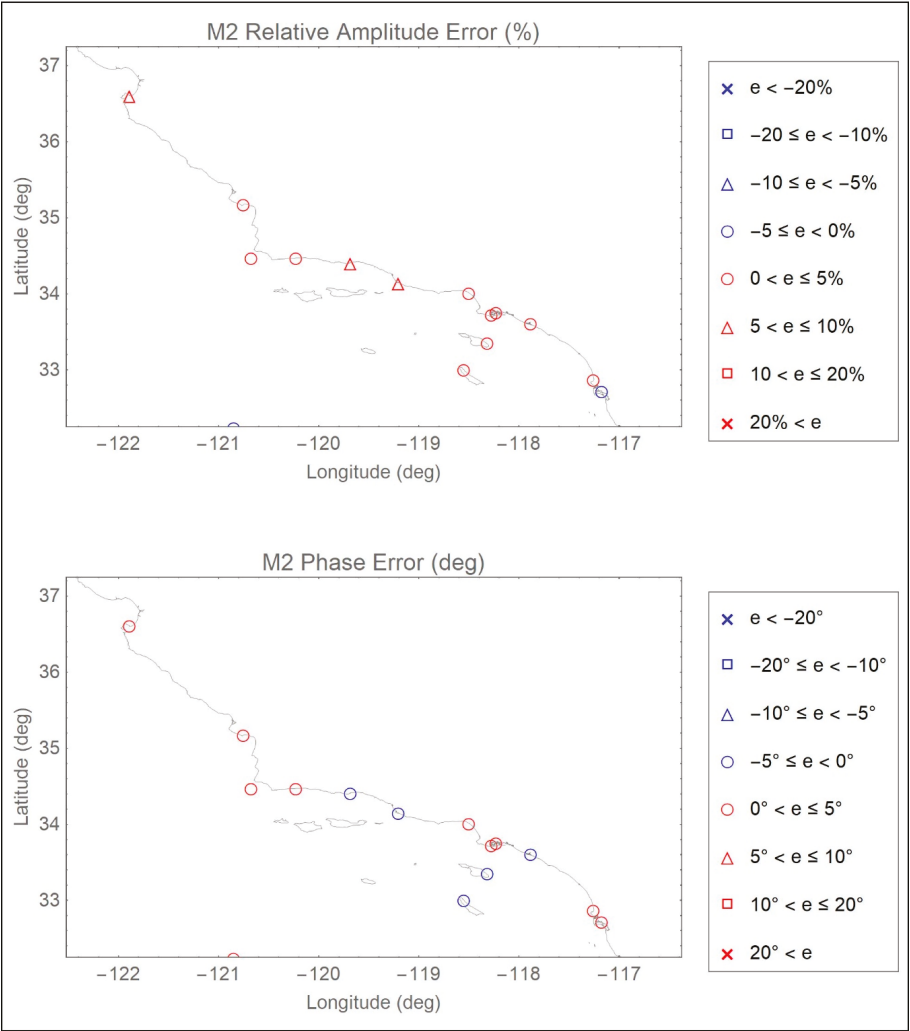 M2 Relative Amplitude Error (%)
37
36
35
34
33
Latitude (deg)
−122 −121 −120 −119 −118 −117
Longitude (deg)
e < −20%
−20 ≤ e < −10%
−10 ≤ e < −5%
−5 ≤ e < 0%
0 < e ≤ 5%
5 < e ≤ 10%
10 < e ≤ 20%
20% < e
M2 Phase Error (deg)
37
36
35
34
33
Latitude (deg)
−122 −121 −120 −119 −118 −117
Longitude (deg)
e < −20°
−20° ≤ e < −10°
−10° ≤ e < −5°
−5° ≤ e < 0°
0° < e ≤ 5°
5° < e ≤ 10°
10° < e ≤ 20°
20° < e